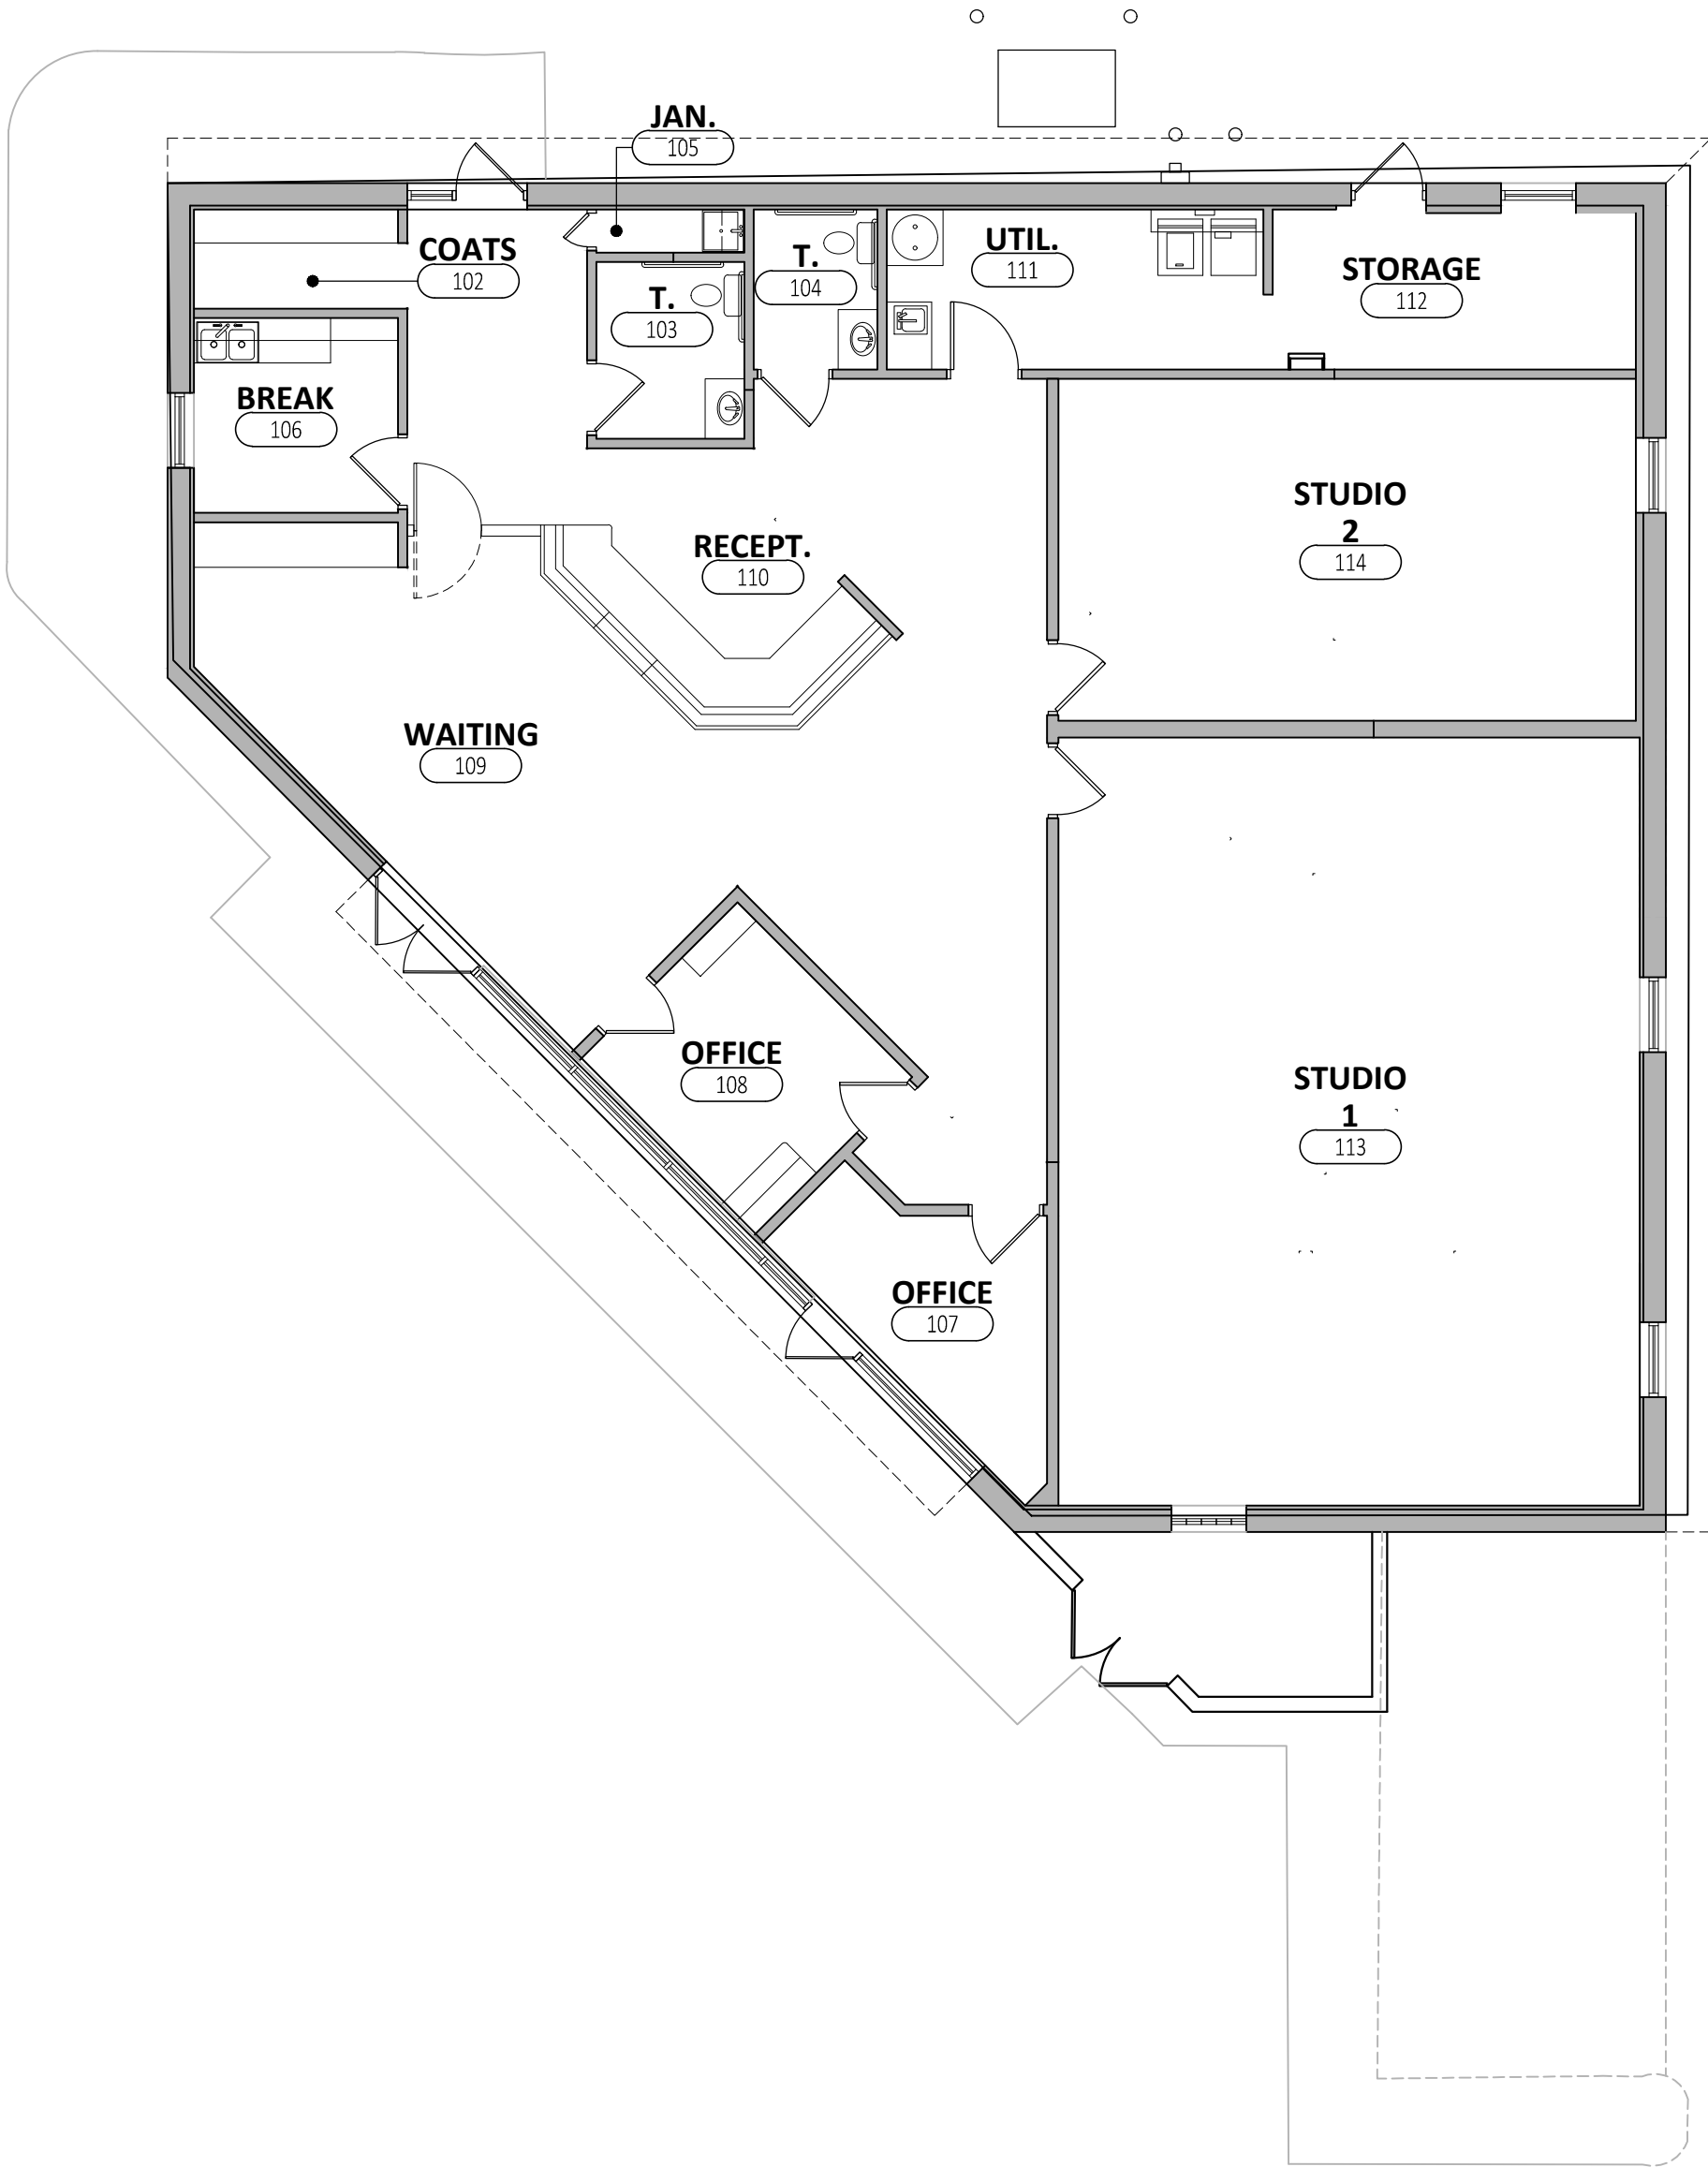 JAN.
105
COATS
102
T.
104
UTIL.
111
STORAGE
112
T.
103
BREAK
106
STUDIO
2
114
RECEPT.
110
WAITING
109
OFFICE
108
STUDIO
1
113
OFFICE
107